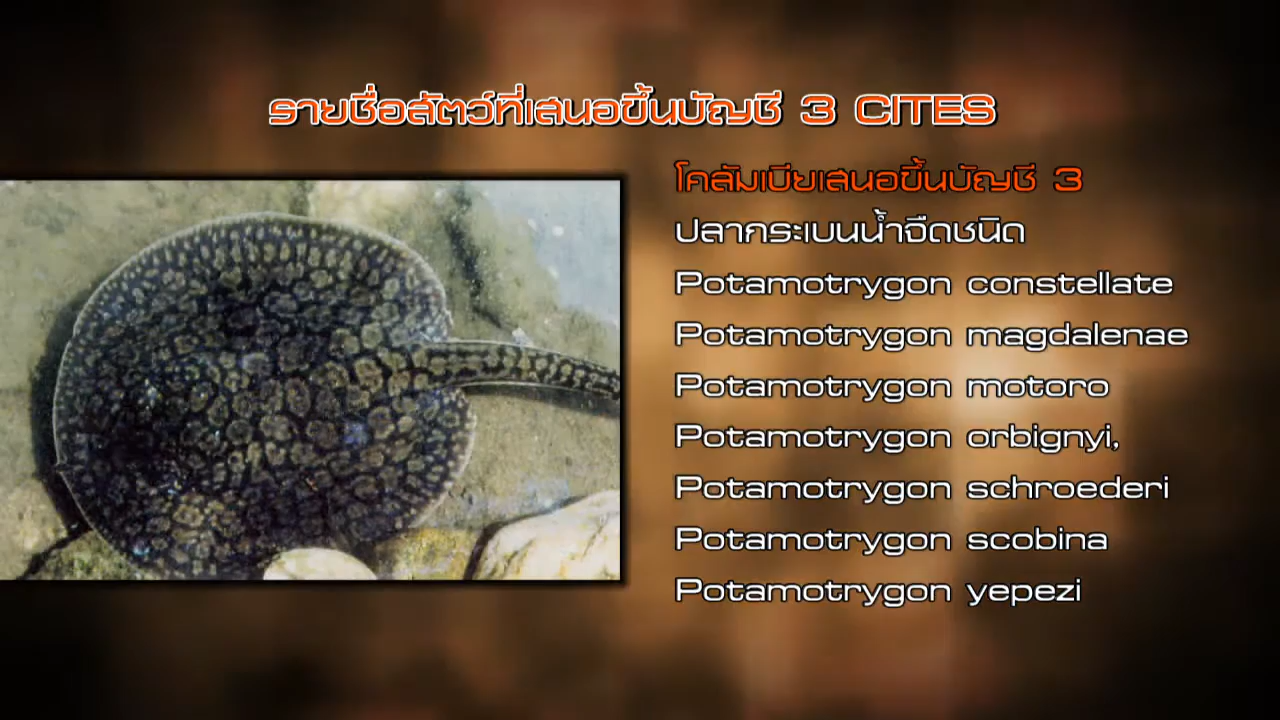 รายชื่อสัตว์ที่เสนอขึ้นบัญชี 3 CITES
โคลัมเบียเสนอขึ้นบัญชี 3
ปลากระเบนน้ำจืดชนิด
Potamotrygon constellate
Potamotrygon magdalenae
Potamotrygon motoro
Potamotrygon orbignyi,
Potamotrygon schroederi
Potamotrygon scobina
Potamotrygon yepezi